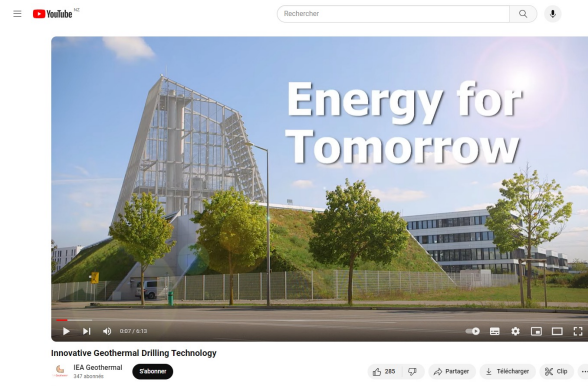 YouTube NZ
Rechercher
Energy for
Tomorrow
0:07 / 6:13
Innovative Geothermal Drilling Technology
IEA Geothermal
347 abonnés
S'abonner
285
Partager
Télécharger
Clip